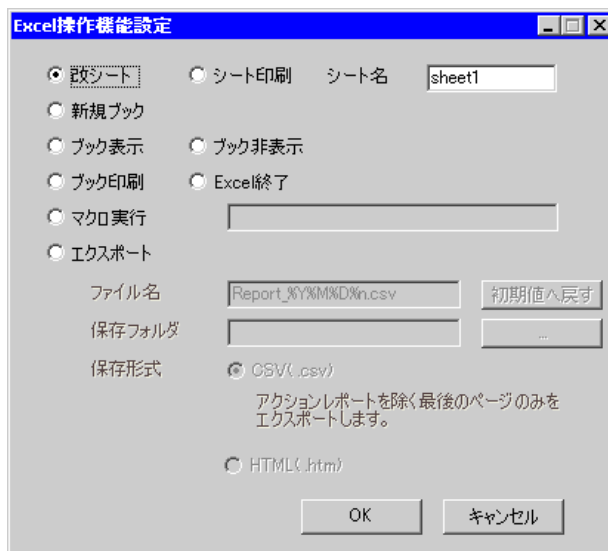 Excel操作機能設定
改シート シート印刷 シート名 sheet1
新規ブック
ブック表示 ブック非表示
ブック印刷 Excel終了
マクロ実行
エクスポート
ファイル名 Report_%Y%M%D%n.csv 初期値へ戻す
保存フォルダ ...
保存形式 CSV(.csv)
アクションレポートを除く最後のページのみを
エクスポートします。
HTML(.htm)
OK キャンセル